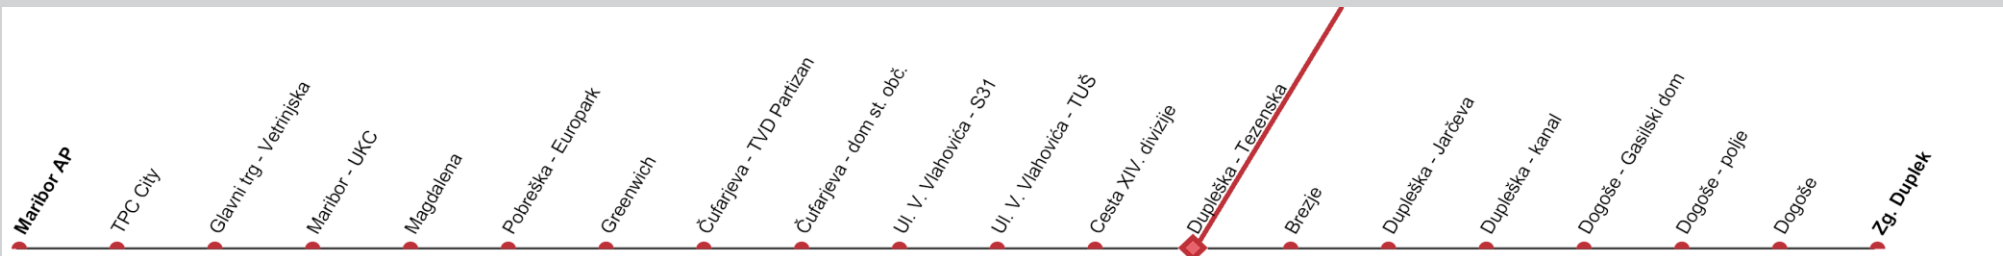 Maribor AP
TPC City
Glavni trg - Vetrinjska
Maribor - UKC
Magdalena
Pobreška - Europark
Greenwich
Čufarjeva - TVD Partizan
Čufarjeva - dom st. obč.
Ul. V. Vlahovića - S31
Ul. V. Vlahovića - TUŠ
Cesta XIV. divizije
Dupleška - Tezenska
Brezje
Dupleška - Jarčeva
Dupleška - kanal
Dogoše - Gasilski dom
Dogoše - polje
Dogoše
Zg. Duplek